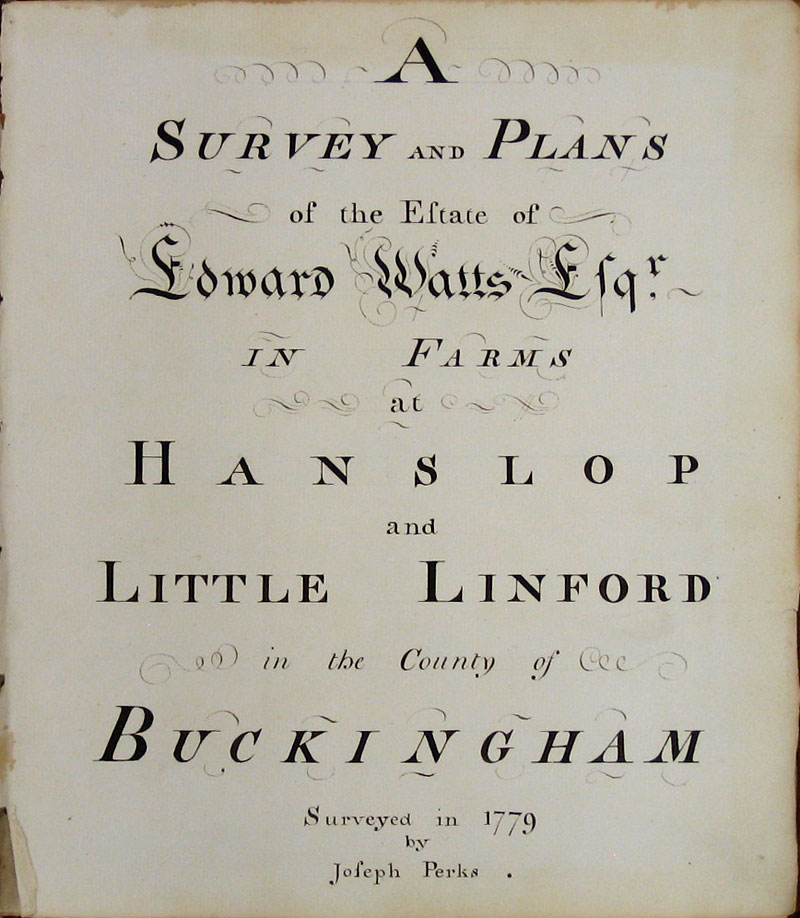 A
SURVEY AND PLANS
of the Eſtate of
Edward Watts Eſqr.
IN FARMS
at
HANSLOP
and
LITTLE LINFORD
in the County of
BUCKINGHAM
Surveyed in 1779
by
Joſeph Perks .